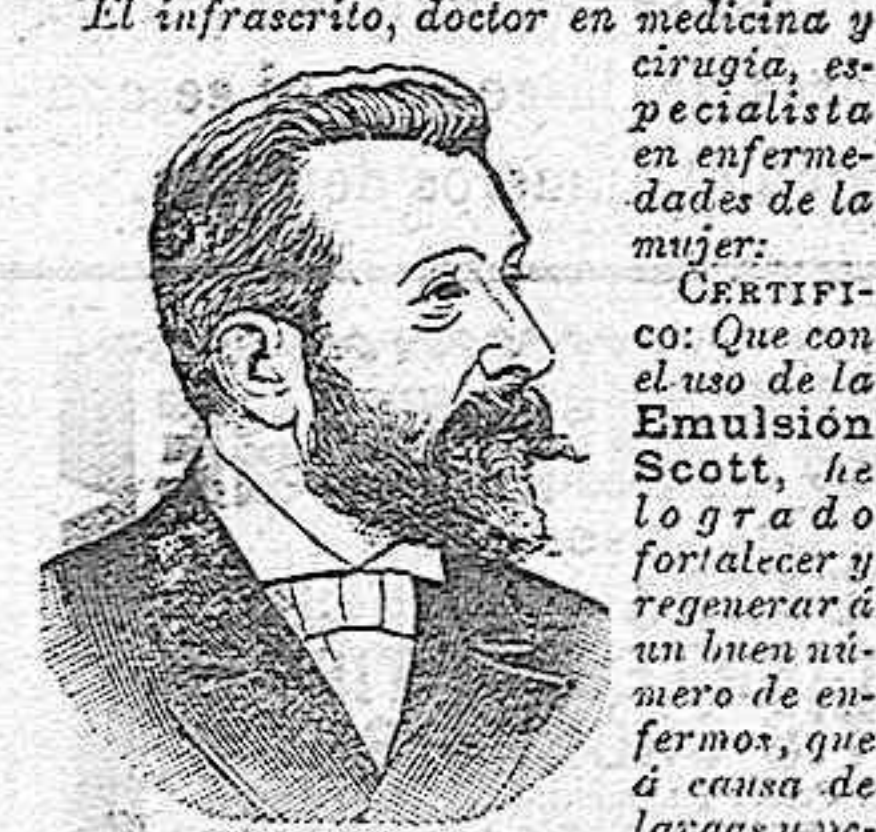 El infrascrito, doctor en medicina y
cirugía, es-
pecialista
en enferme-
dades de la
mujer:
CERTIFI-
CO: Que con
el uso de la
Emulsión
Scott, he
logrado
fortalecer y
regenerar á
un buen nú-
mero de en-
fermos, que
á causa de
largas y